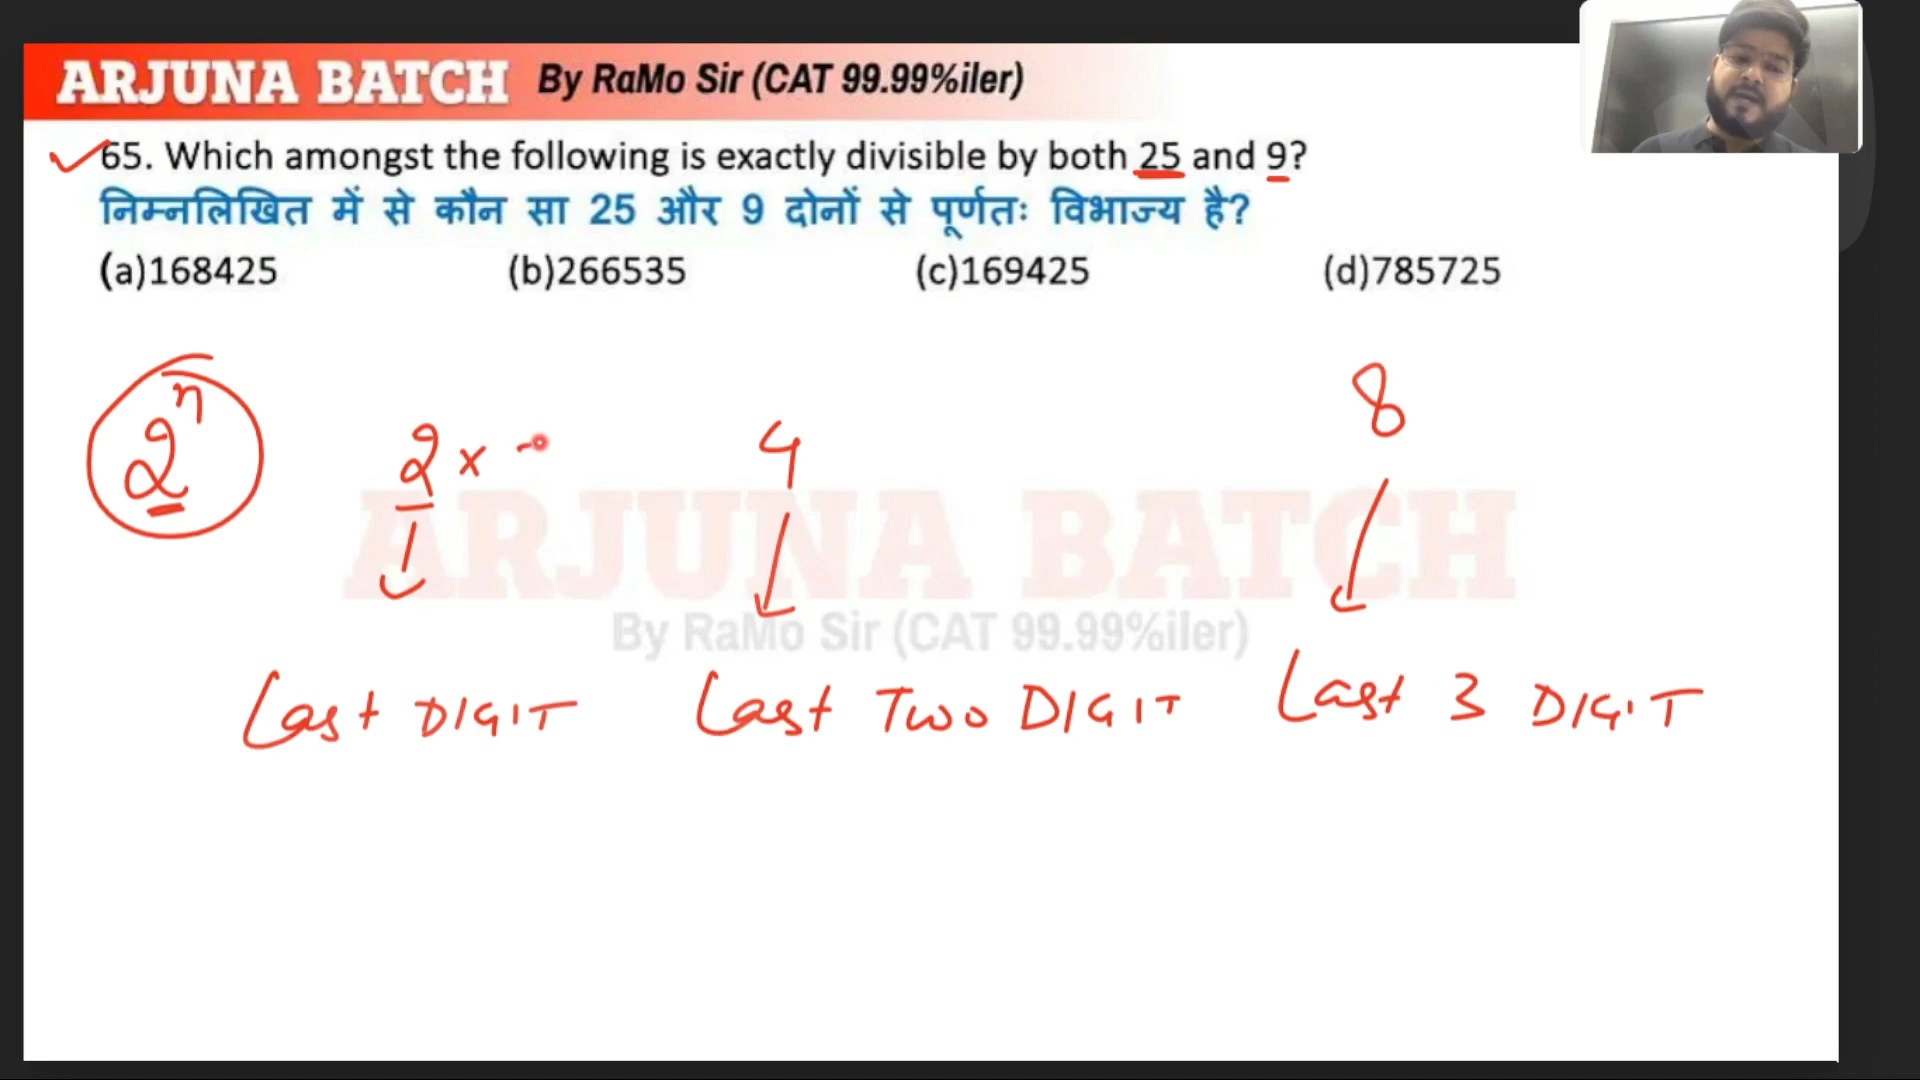 ARJUNA BATCH By RaMo Sir (CAT 99.99%iler)
65. Which amongst the following is exactly divisible by both 25 and 9?
निम्नलिखित में से कौन सा 25 और 9 दोनों से पूर्णतः विभाज्य है?
(a)168425 (b)266535 (c)169425 (d)785725
2ⁿ 2 x 4 8
ARJUNA BATCH
By RaMo Sir (CAT 99.99%iler)
Last DIGIT Last Two DIGIT Last 3 DIGIT